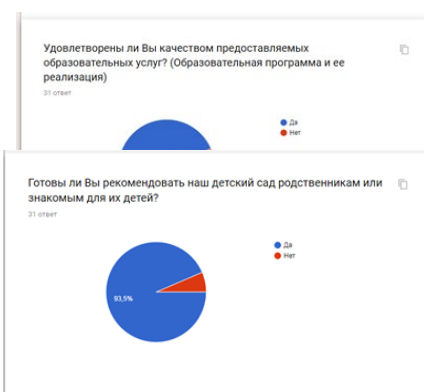 Удовлетворены ли Вы качеством предоставляемых
образовательных услуг? (Образовательная программа и ее
реализация)
31 ответ
Да
Нет
Готовы ли Вы рекомендовать наш детский сад родственникам или
знакомым для их детей?
31 ответ
Да
Нет
93,5%